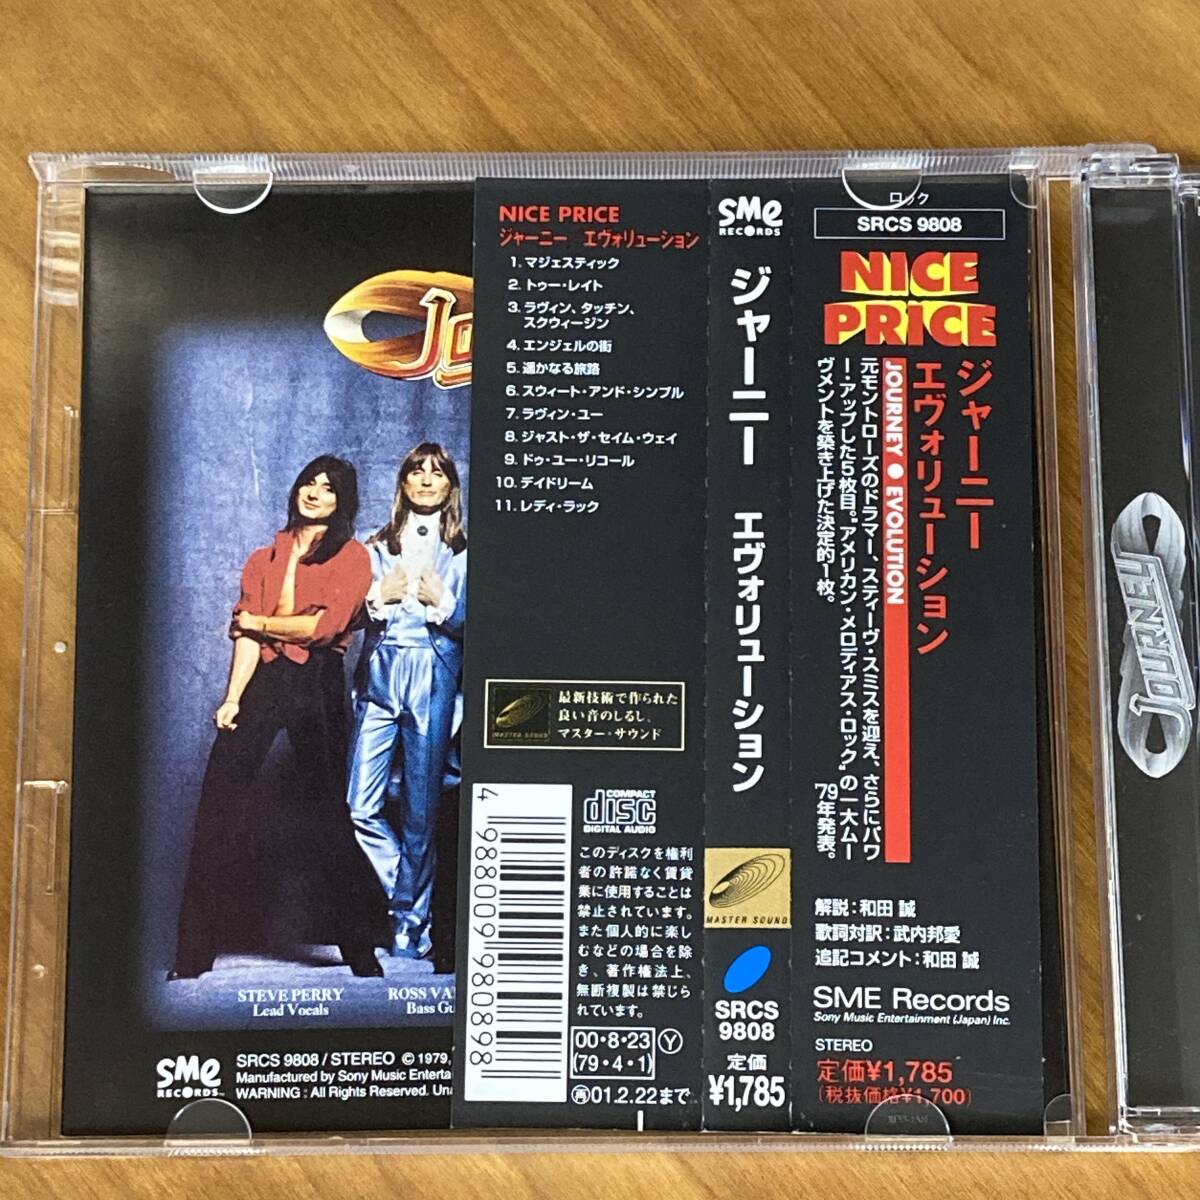 JOU
STEVE PERRY
Lead Vocals
ROSS VA
Bass Gu
SMe
RECORDS
SRCS 9808 / STEREO © 1979,
Manufactured by Sony Music Enterta
WARNING : All Rights Reserved. Una
NICE PRICE
ジャーニー エヴォリューション
1. マジェスティック
2. トゥー・レイト
3. ラヴィン、タッチン、
スクウィージン
4. エンジェルの街
5. 遥かなる旅路
6. スウィート・アンド・シンプル
7. ラヴィン・ユー
8. ジャスト・ザ・セイム・ウェイ
9. ドゥ・ユー・リコール
10. デイドリーム
11. レディ・ラック
MASTER SOUND
最新技術で作られた
良い音のしるし、
マスター・サウンド
4 988009 980898
COMPACT
disc
DIGITAL AUDIO
このディスクを権利
者の許諾なく賃貸
業に使用することは
禁止されています。
また個人的に楽し
むなどの場合を除
き、著作権法上、
無断複製は禁じら
れています。
00・8・23
(79・4・1)
Y
再01.2.22まで
SMe
RECORDS
ジャーニー エヴォリューション
MASTER SOUND
SRCS
9808
定価
¥1,785
ロック
SRCS 9808
NICE
PRICE
ジャーニー
エヴォリューション
JOURNEY ● EVOLUTION
元モントローズのドラマー、スティーヴ・スミスを迎え、さらにパワ
ー・アップした5枚目。“アメリカン・メロディアス・ロック”の一大ムー
ヴメントを築き上げた決定的1枚。
'79年発表。
解説：和田 誠
歌詞対訳：武内邦愛
追記コメント：和田 誠
SME Records
Sony Music Entertainment (Japan) Inc.
STEREO
定価¥1,785
(税抜価格¥1,700)
JOURNEY